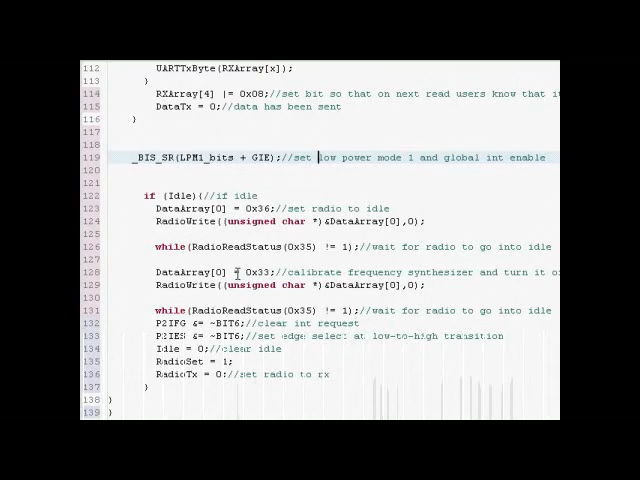 112 UARTTxByte(RXArray[x]);
113 }
114 RXArray[4] |= 0x08;//set bit so that on next read users know that i
115 DataTx = 0;//data has been sent
116 }
117
118
119 _BIS_SR(LPM1_bits + GIE);//set low power mode 1 and global int enable
120
121
122 if (Idle){//if idle
123 DataArray[0] = 0x36;//set radio to idle
124 RadioWrite((unsigned char *)&DataArray[0],0);
125
126 while(RadioReadStatus(0x35) != 1);//wait for radio to go into idle
127
128 DataArray[0] = 0x33;//calibrate frequency synthesizer and turn it o
129 RadioWrite((unsigned char *)&DataArray[0],0);
130
131 while(RadioReadStatus(0x35) != 1);//wait for radio to go into idle
132 P2IFG &= ~BIT6;//clear int request
133 P2IES &= ~BIT6;//set edge select at low-to-high transition
134 Idle = 0;//clear idle
135 RadioSet = 1;
136 RadioTx = 0;//set radio to rx
137 }
138 }
139 }